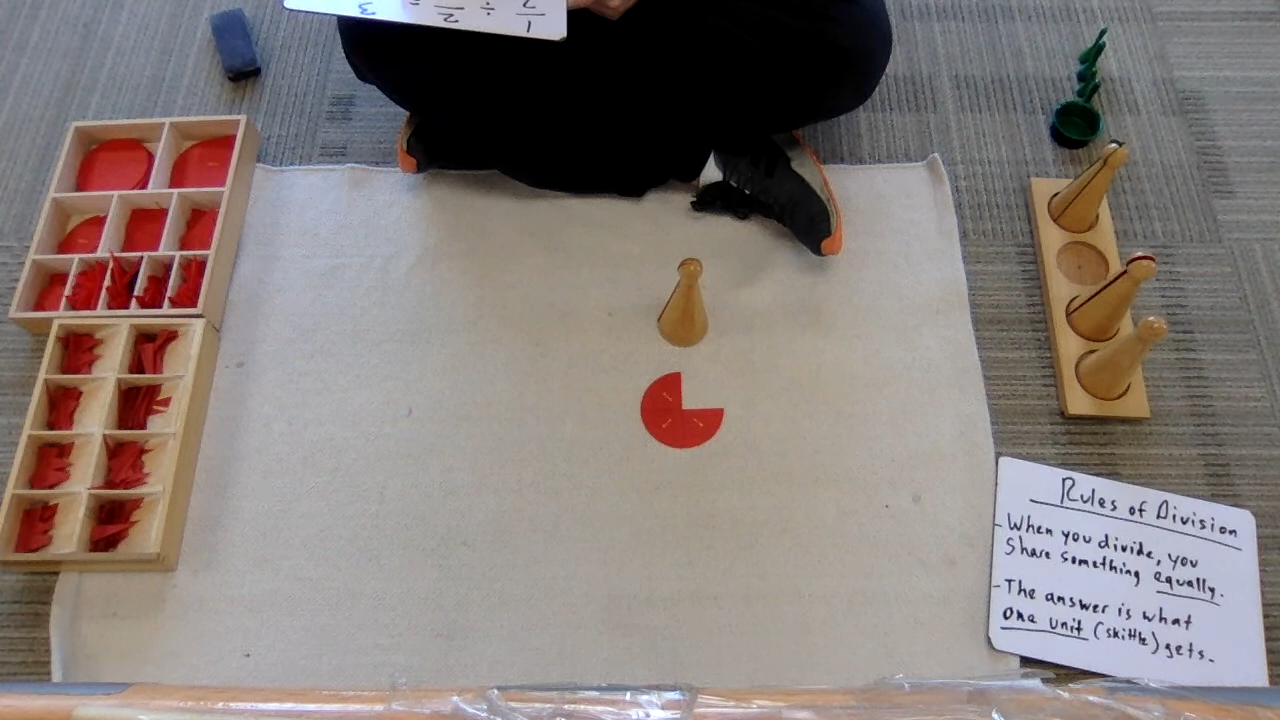 Rules of Division
- When you divide, you
Share something equally.
- The answer is what
one unit (skittle) gets.